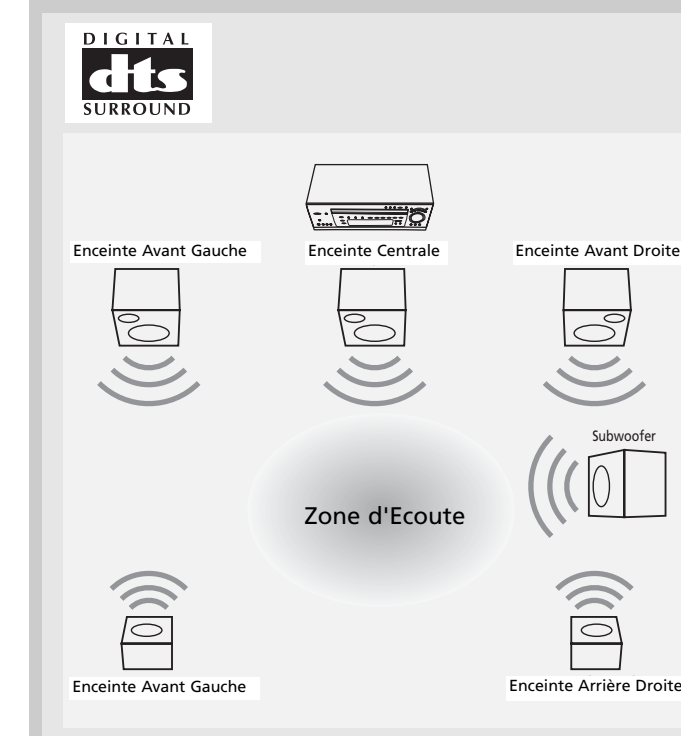 DIGITAL
dts
SURROUND
Enceinte Avant Gauche
Enceinte Centrale
Enceinte Avant Droite
Subwoofer
Zone d'Ecoute
Enceinte Avant Gauche
Enceinte Arrière Droite